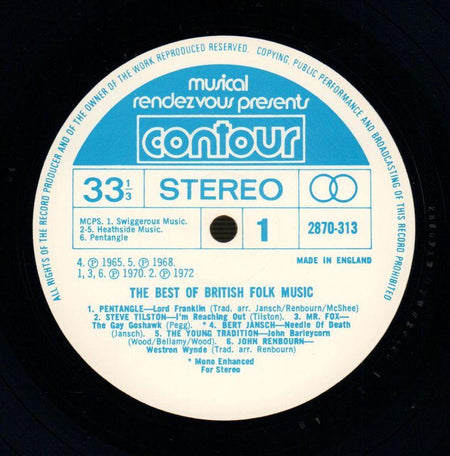 ALL RIGHTS OF THE RECORD PRODUCER AND OF THE OWNER OF THE WORK REPRODUCED RESERVED. COPYING, PUBLIC PERFORMANCE AND BROADCASTING OF THIS RECORD PROHIBITED
musical
rendezvous presents
contour
33 1/3 STEREO
MCPS. 1. Swiggeroux Music.
2-5. Heathside Music.
6. Pentangle
1
2870-313
4. ℗ 1965. 5. ℗ 1968.
1, 3, 6. ℗ 1970. 2. ℗ 1972
MADE IN ENGLAND
THE BEST OF BRITISH FOLK MUSIC
1. PENTANGLE—Lord Franklin (Trad. arr. Jansch/Renbourn/McShee)
2. STEVE TILSTON—I'm Reaching Out (Tilston). 3. MR. FOX—
The Gay Goshawk (Pegg). * 4. BERT JANSCH—Needle Of Death
(Jansch). 5. THE YOUNG TRADITION—John Barleycorn
(Wood/Bellamy/Wood). 6. JOHN RENBOURN—
Westron Wynde (Trad. arr. Renbourn)
* Mono Enhanced
For Stereo